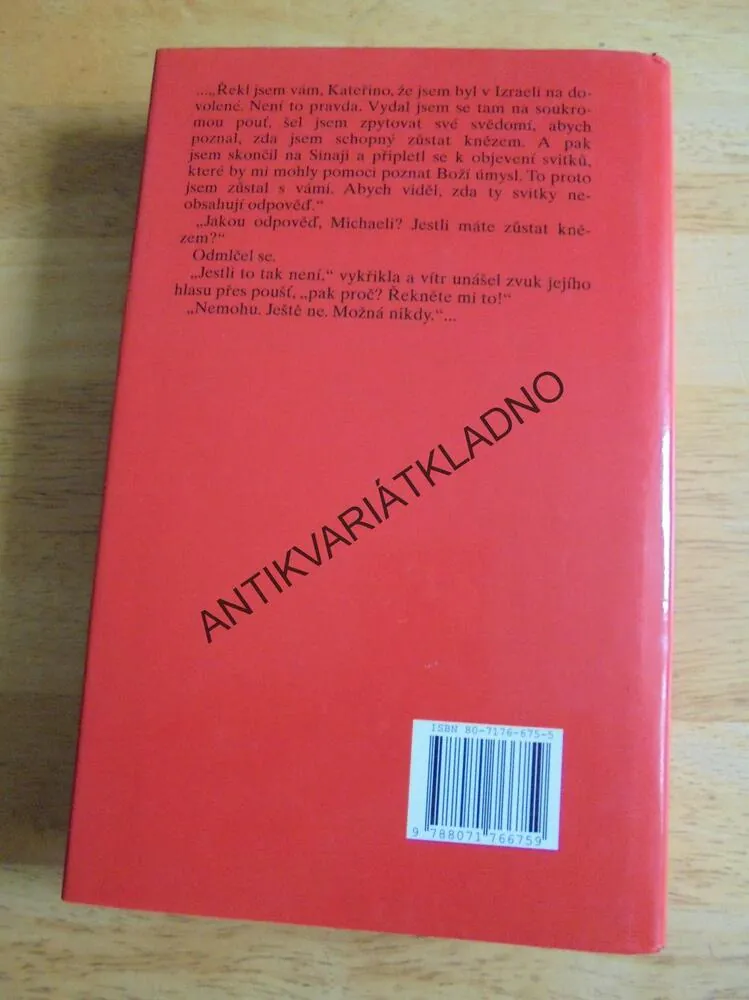 ...„Řekl jsem vám, Kateřino, že jsem byl v Izraeli na do-
volené. Není to pravda. Vydal jsem se tam na soukro-
mou pouť, šel jsem zpytovat své svědomí, abych
poznal, zda jsem schopný zůstat knězem. A pak
jsem skončil na Sinaji a připletl se k objevení svitků,
které by mi mohly pomoci poznat Boží úmysl. To proto
jsem zůstal s vámi. Abych viděl, zda ty svitky ne-
obsahují odpověď.“
„Jakou odpověď, Michaeli? Jestli máte zůstat kně-
zem?“
Odmlčel se.
„Jestli to tak není,“ vykřikla a vítr unášel zvuk jejího
hlasu přes poušť, „pak proč? Řekněte mi to!“
„Nemohu. Ještě ne. Možná nikdy.“...
ANTIKVARIÁTKLADNO
ISBN 80-7176-675-5
9 788071 766759